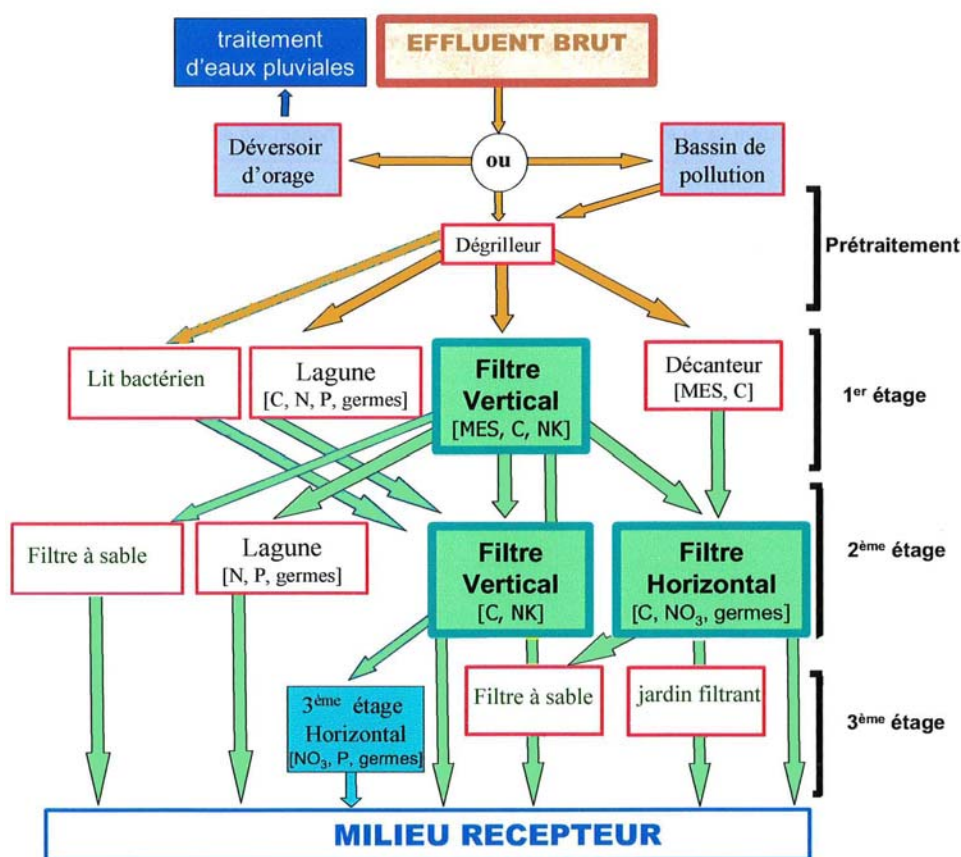 traitement
d'eaux pluviales
EFFLUENT BRUT
Déversoir
d'orage
ou
Bassin de
pollution
Dégrilleur
Prétraitement
Lit bactérien
Lagune
[C, N, P, germes]
Filtre
Vertical
[MES, C, NK]
Décanteur
[MES, C]
1er étage
Filtre à sable
Lagune
[N, P, germes]
Filtre
Vertical
[C, NK]
Filtre
Horizontal
[C, NO3, germes]
2ème étage
3ème étage
Horizontal
[NO3, P, germes]
Filtre à sable
jardin filtrant
3ème étage
MILIEU RECEPTEUR